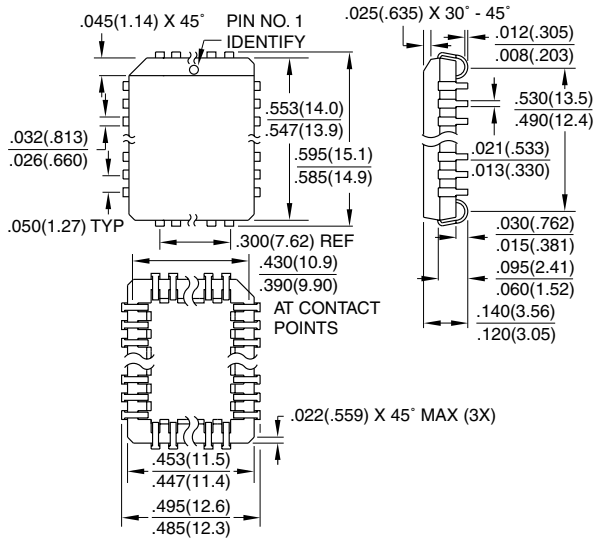 .045(1.14) X 45°
PIN NO. 1
IDENTIFY
.025(.635) X 30° - 45°
.012(.305)
.008(.203)
.553(14.0)
.547(13.9)
.530(13.5)
.490(12.4)
.032(.813)
.026(.660)
.595(15.1)
.585(14.9)
.021(.533)
.013(.330)
.050(1.27) TYP
.300(7.62) REF
.030(.762)
.015(.381)
.430(10.9)
.390(9.90)
AT CONTACT
POINTS
.095(2.41)
.060(1.52)
.140(3.56)
.120(3.05)
.022(.559) X 45° MAX (3X)
.453(11.5)
.447(11.4)
.495(12.6)
.485(12.3)